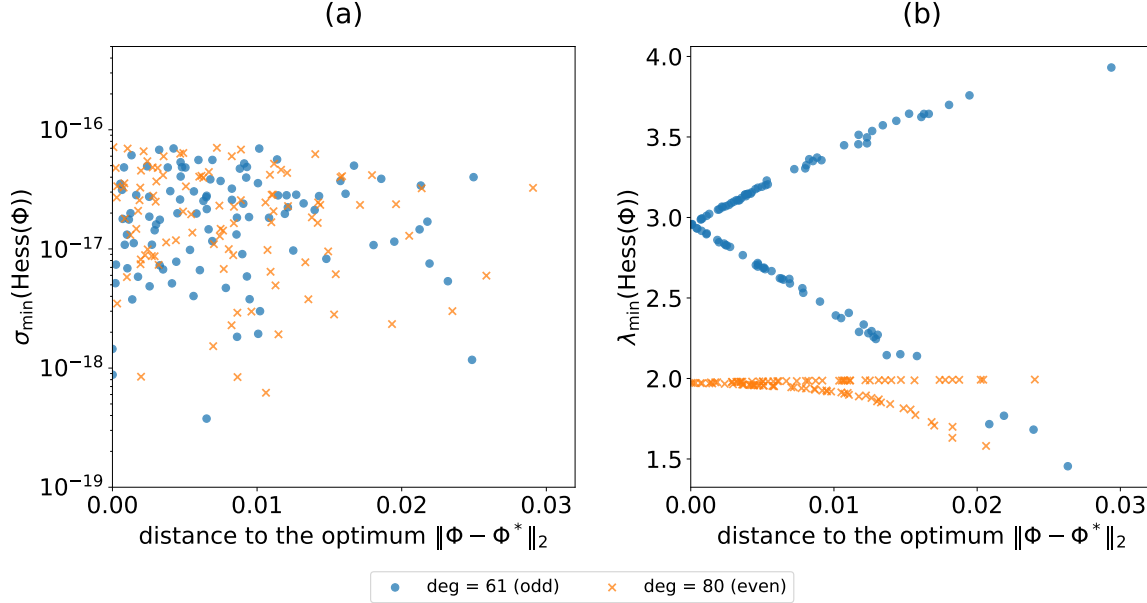 (a)
(b)
σ_min(Hess(Φ))
10^−16
10^−17
10^−18
10^−19
0.00 0.01 0.02 0.03
distance to the optimum ‖Φ − Φ*‖₂
λ_min(Hess(Φ))
4.0
3.5
3.0
2.5
2.0
1.5
0.00 0.01 0.02 0.03
distance to the optimum ‖Φ − Φ*‖₂
deg = 61 (odd) deg = 80 (even)